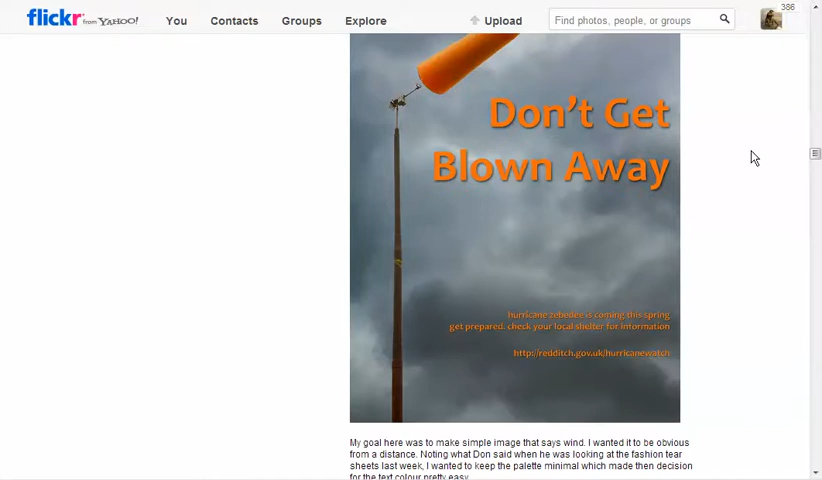 flickr from YAHOO! You Contacts Groups Explore Upload Find photos, people, or groups 386
Don't Get
Blown Away
hurricane zebedee is coming this spring
get prepared. check your local shelter for information
http://redditch.gov.uk/hurricanewatch
My goal here was to make simple image that says wind. I wanted it to be obvious
from a distance. Noting what Don said when he was looking at the fashion tear
sheets last week, I wanted to keep the palette minimal which made then decision
for the text colour pretty easy.